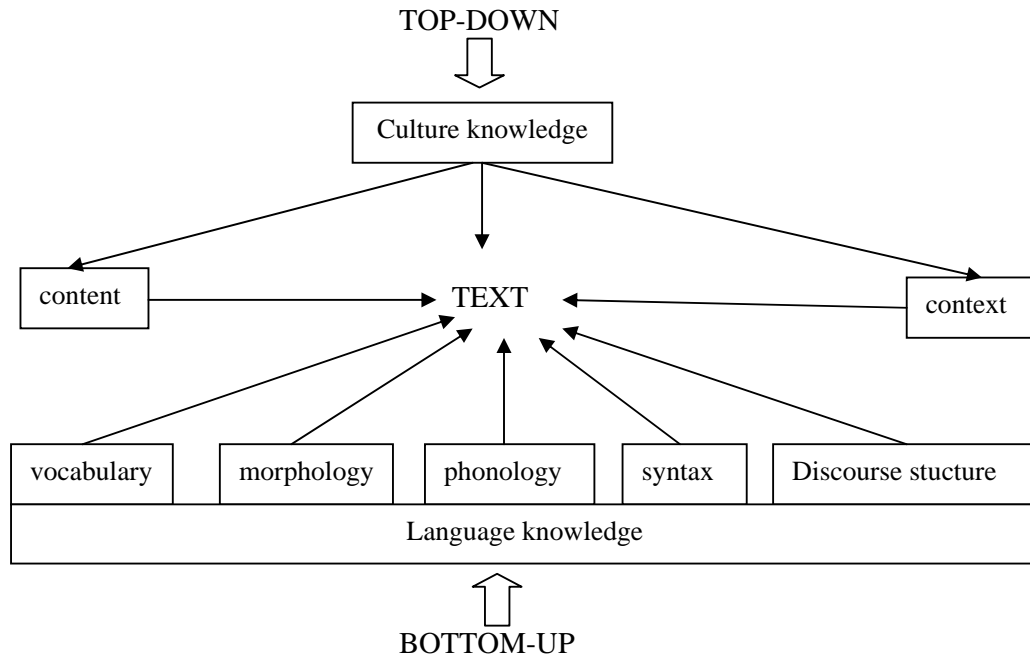 TOP-DOWN
Culture knowledge
content
TEXT
context
vocabulary
morphology
phonology
syntax
Discourse stucture
Language knowledge
BOTTOM-UP